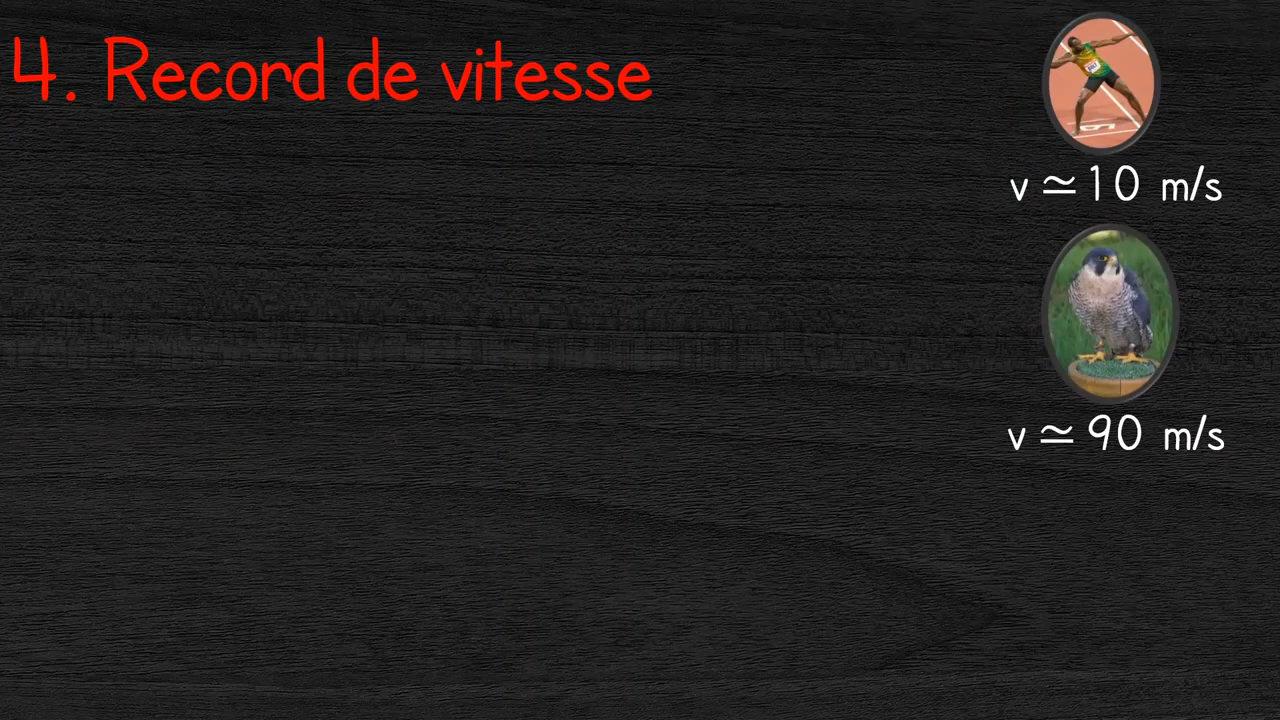 4. Record de vitesse
v ≃ 10 m/s
v ≃ 90 m/s